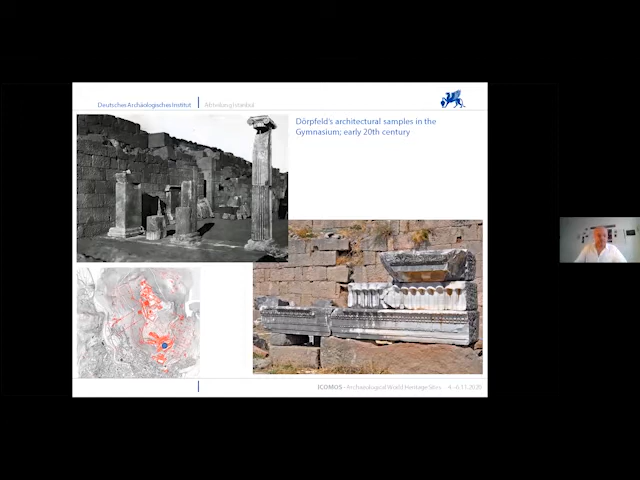 Deutsches Archäologisches Institut
Abteilung Istanbul
Dörpfeld's architectural samples in the
Gymnasium; early 20th century
ICOMOS - Archaeological World Heritage Sites 4 -6.11.2020